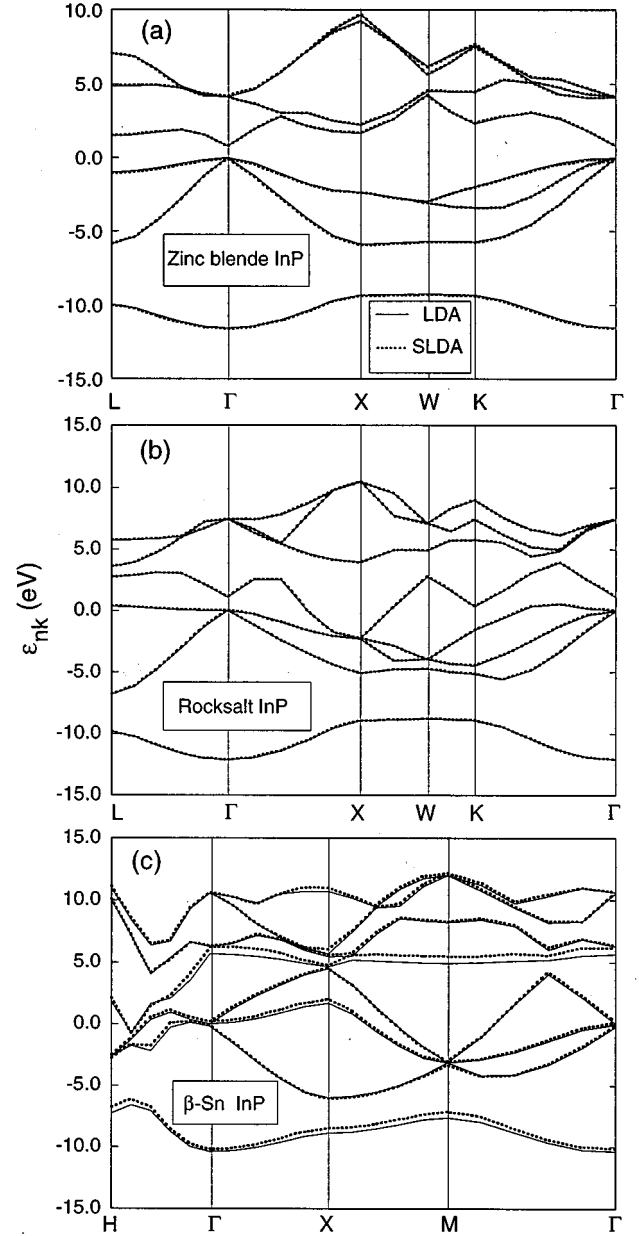 10.0
(a)
5.0
0.0
-5.0
Zinc blende InP
-10.0
LDA
SLDA
-15.0
L Γ X W K Γ
15.0
(b)
10.0
5.0
0.0
-5.0
Rocksalt InP
-10.0
-15.0
L Γ X W K Γ
εnk (eV)
15.0
(c)
10.0
5.0
0.0
-5.0
β-Sn InP
-10.0
-15.0
H Γ X M Γ